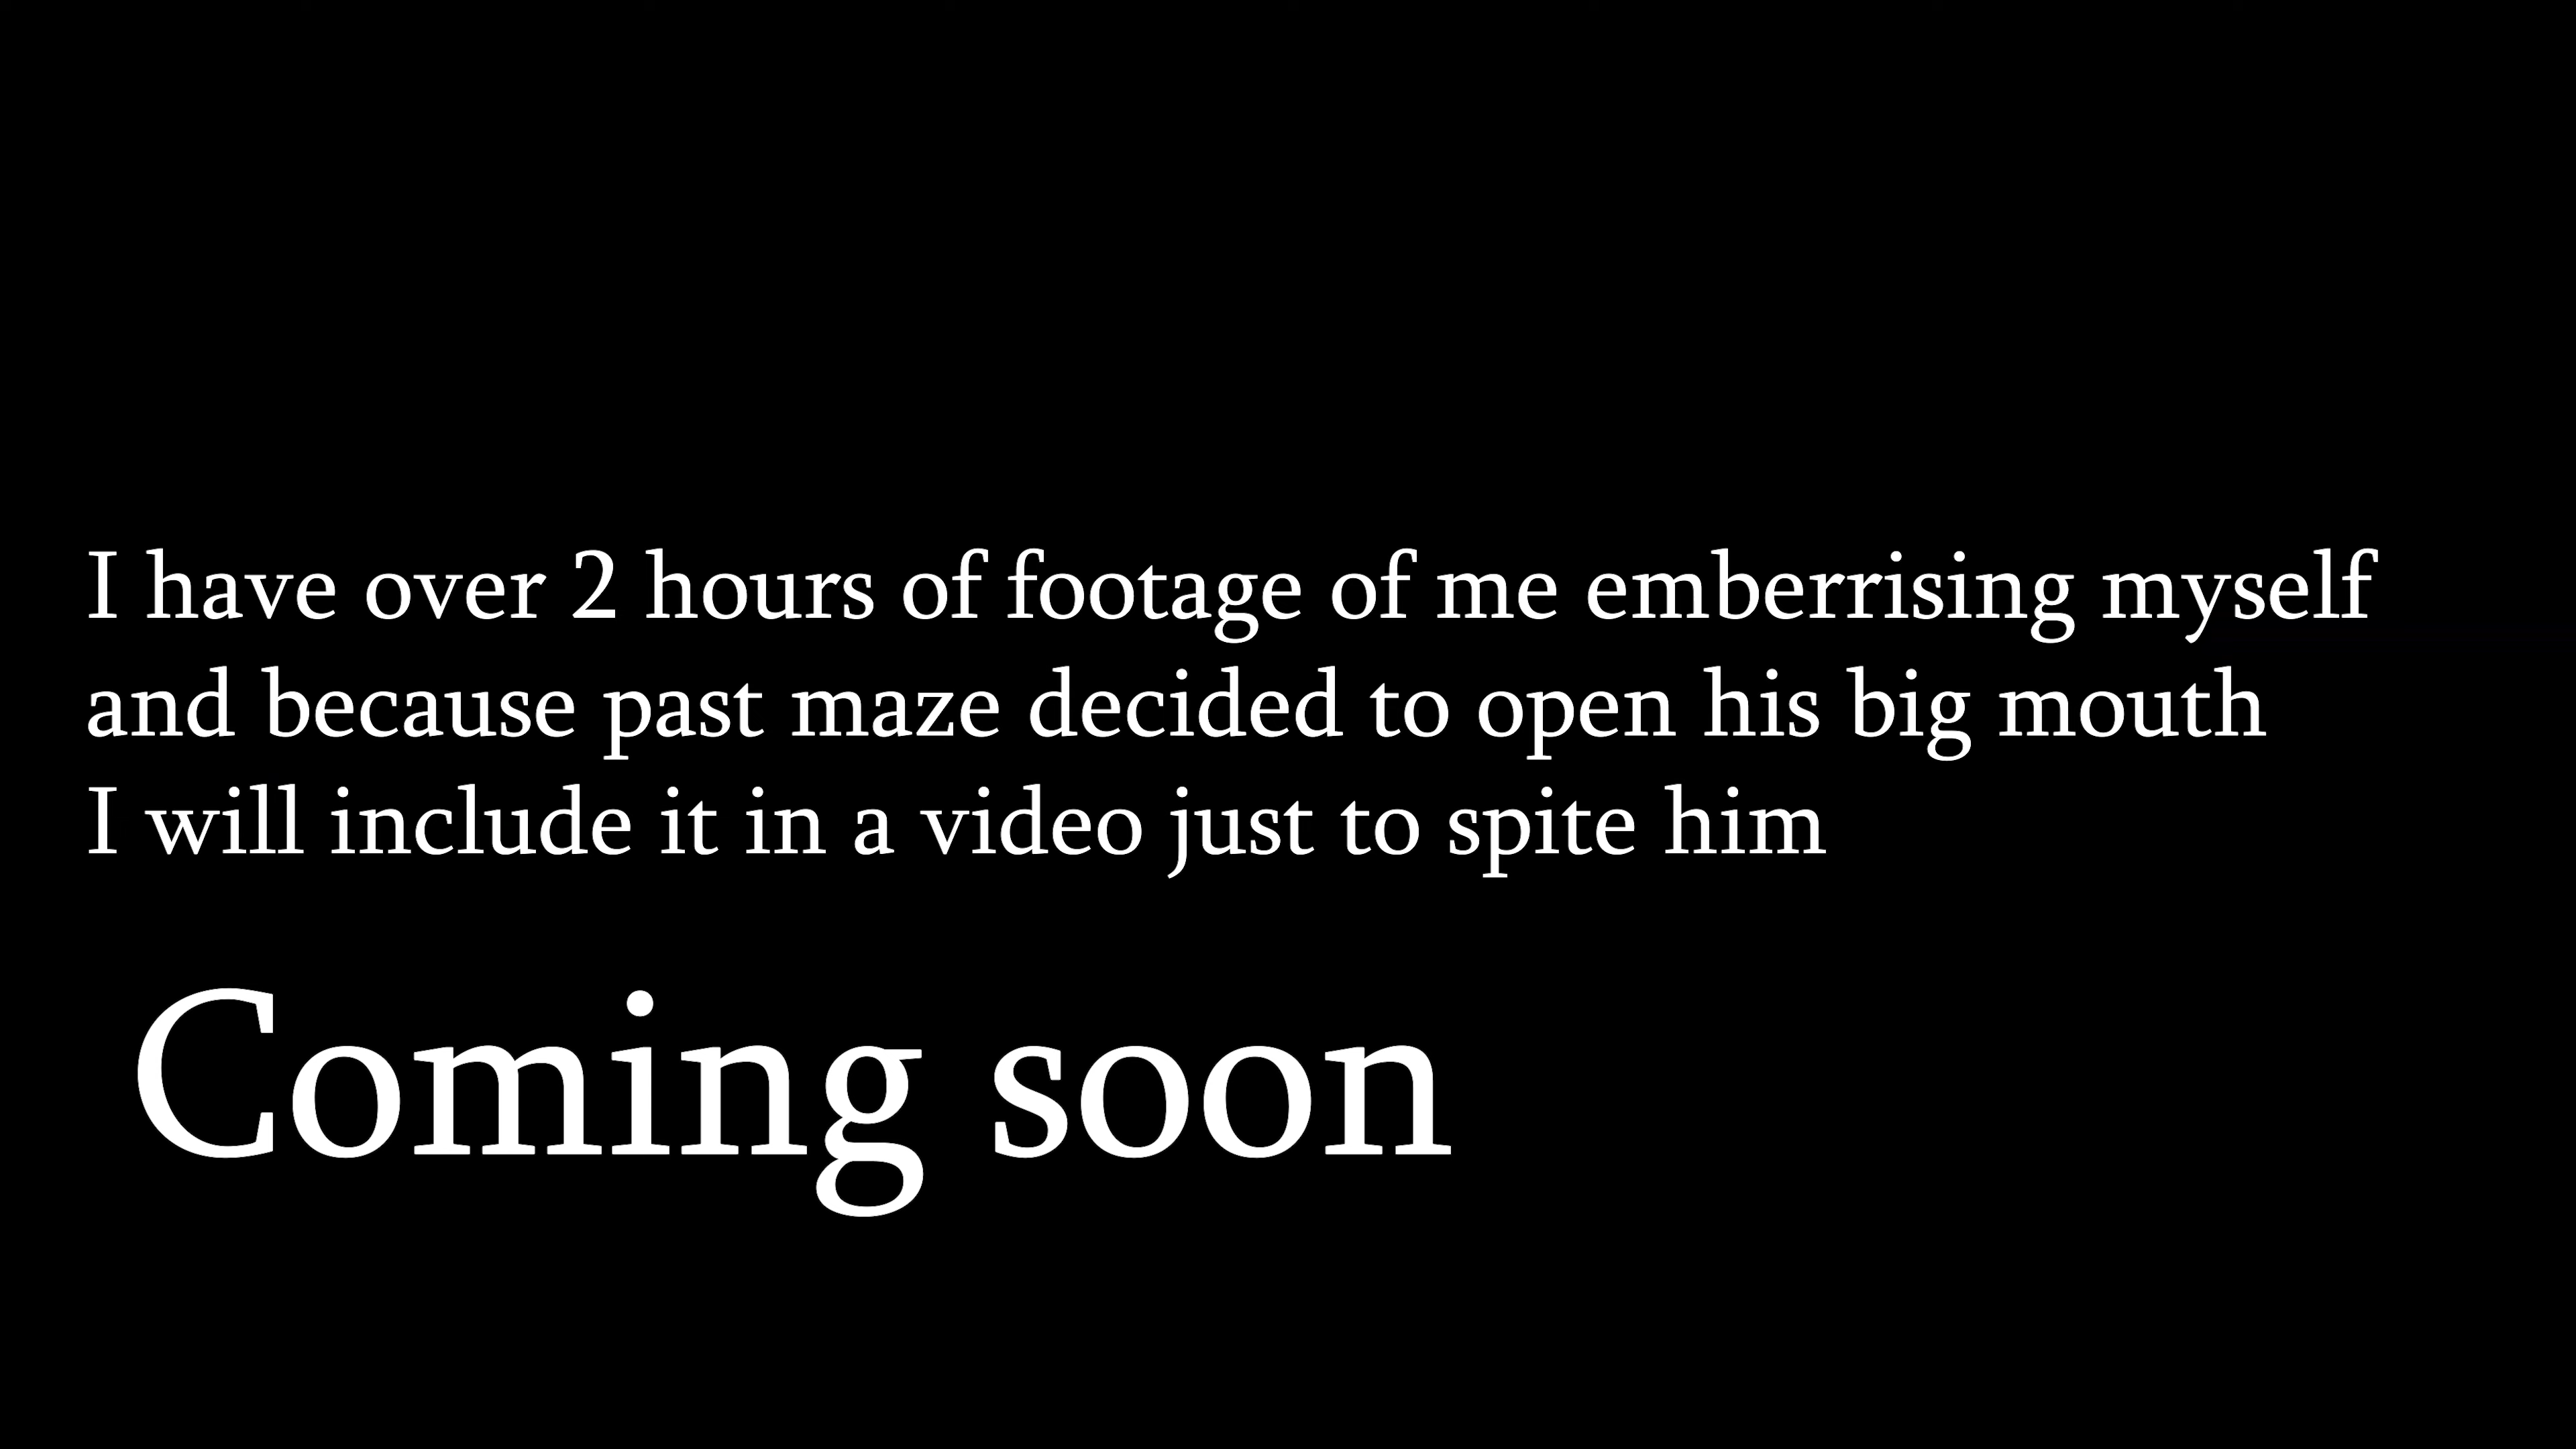 I have over 2 hours of footage of me emberrising myself
and because past maze decided to open his big mouth
I will include it in a video just to spite him
Coming soon